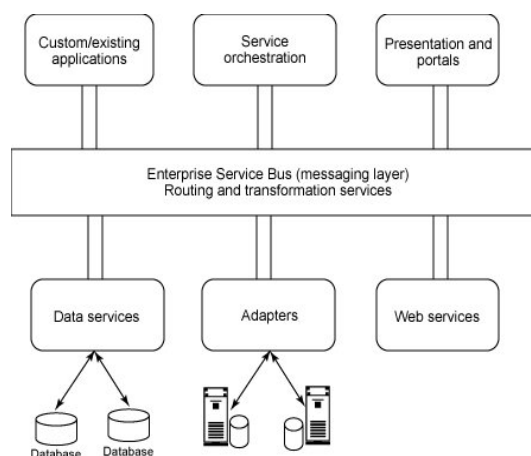 Custom/existing
applications
Service
orchestration
Presentation and
portals
Enterprise Service Bus (messaging layer)
Routing and transformation services
Data services
Adapters
Web services
Database
Database